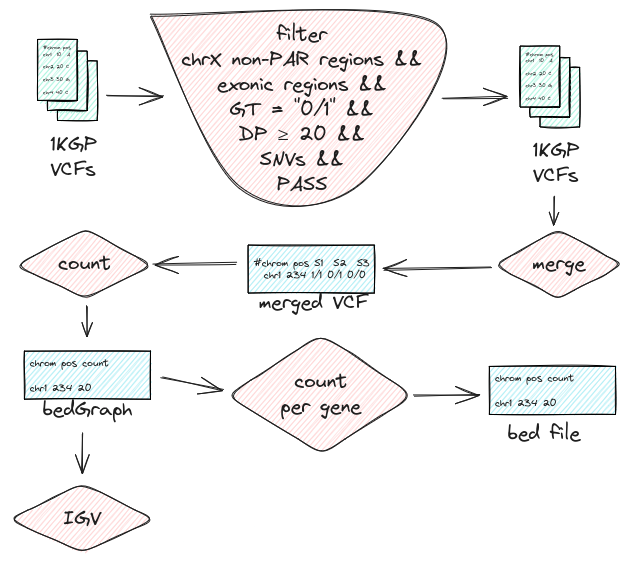 #chrom pos
chr1 10 A
chr2 20 C
chr3 30 G
chr4 40 C
1KGP
VCFs
filter
chrX non-PAR regions &&
exonic regions &&
GT = "0/1" &&
DP ≥ 20 &&
SNVs &&
PASS
#chrom pos
chr1 10 A
chr2 20 C
chr3 30 G
chr4 40 C
1KGP
VCFs
count
#chrom pos S1 S2 S3
chr1 234 1/1 0/1 0/0
merged VCF
merge
chrom pos count
chr1 234 20
bedGraph
count
per gene
chrom pos count
chr1 234 20
bed file
IGV